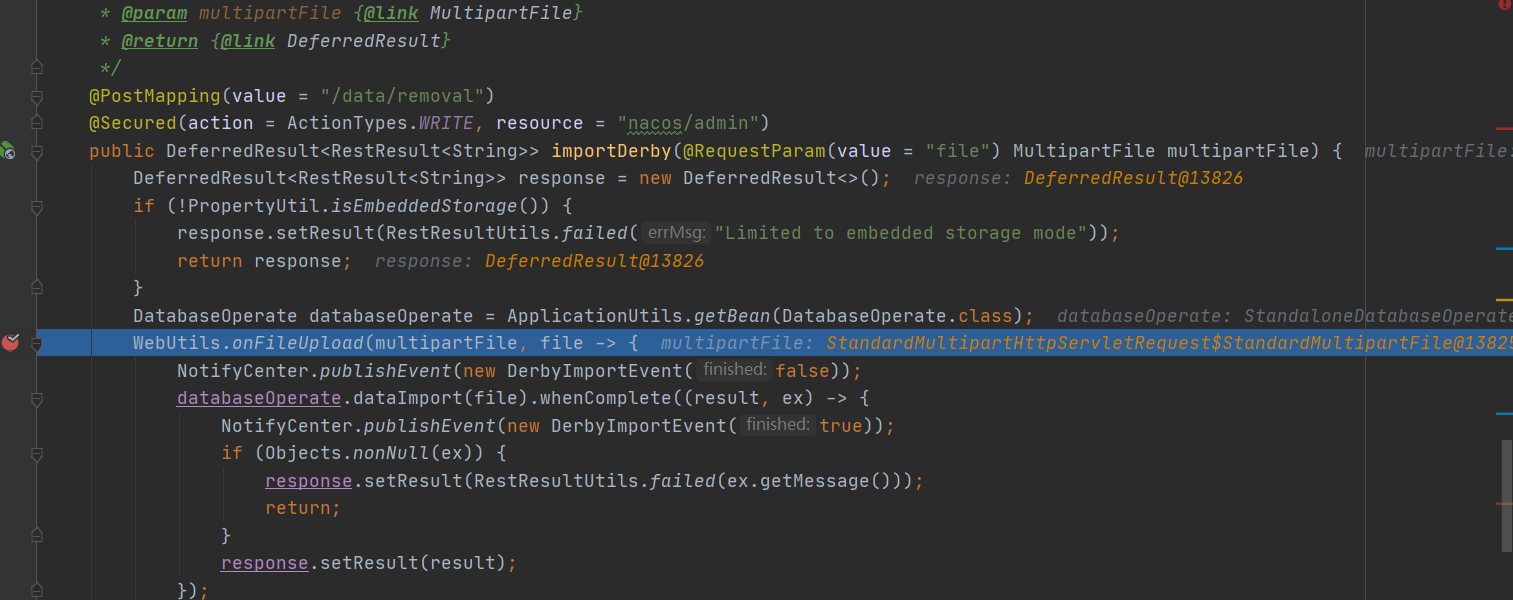 * @param multipartFile {@link MultipartFile}
* @return {@link DeferredResult}
*/
@PostMapping(value = "/data/removal")
@Secured(action = ActionTypes.WRITE, resource = "nacos/admin")
public DeferredResult<RestResult<String>> importDerby(@RequestParam(value = "file") MultipartFile multipartFile) { multipartFile:
DeferredResult<RestResult<String>> response = new DeferredResult<>(); response: DeferredResult@13826
if (!PropertyUtil.isEmbeddedStorage()) {
response.setResult(RestResultUtils.failed( errMsg: "Limited to embedded storage mode"));
return response; response: DeferredResult@13826
}
DatabaseOperate databaseOperate = ApplicationUtils.getBean(DatabaseOperate.class); databaseOperate: StandaloneDatabaseOperate
WebUtils.onFileUpload(multipartFile, file -> { multipartFile: StandardMultipartHttpServletRequest$StandardMultipartFile@13825
NotifyCenter.publishEvent(new DerbyImportEvent( finished: false));
databaseOperate.dataImport(file).whenComplete((result, ex) -> {
NotifyCenter.publishEvent(new DerbyImportEvent( finished: true));
if (Objects.nonNull(ex)) {
response.setResult(RestResultUtils.failed(ex.getMessage()));
return;
}
response.setResult(result);
});